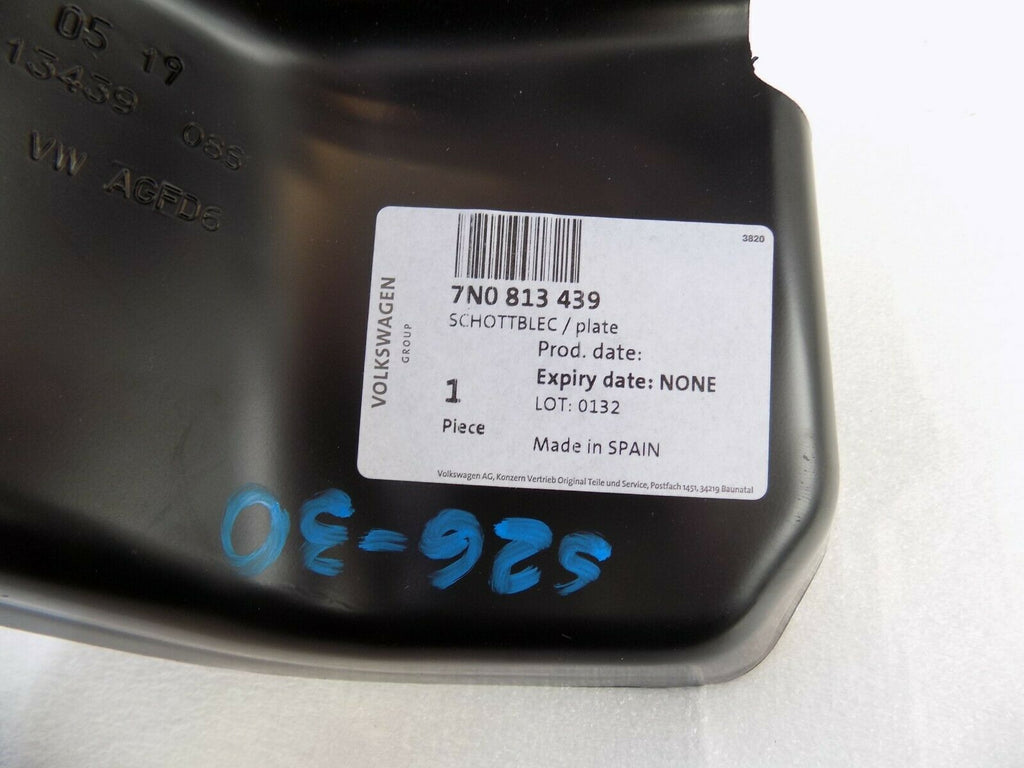 05 19
13439
VW AGFD6
3820
7N0 813 439
SCHOTTBLEC / plate
Prod. date:
Expiry date: NONE
1
LOT: 0132
Piece
Made in SPAIN
Volkswagen AG, Konzern Vertrieb Original Teile und Service, Postfach 1451, 34219 Baunatal
VOLKSWAGEN
GROUP
S26-30